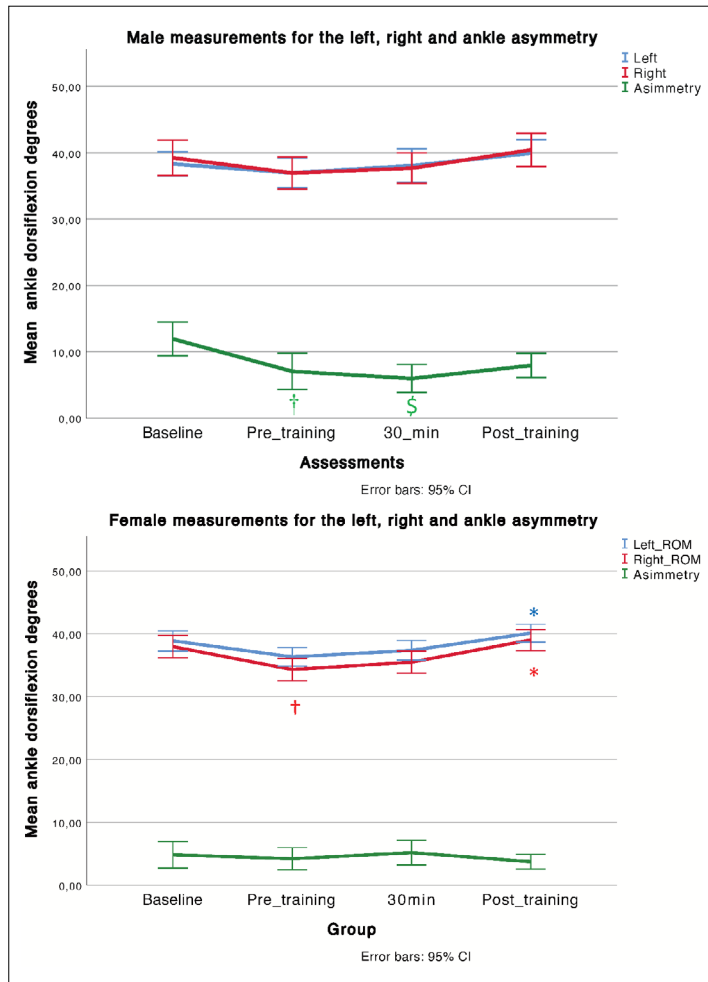 Male measurements for the left, right and ankle asymmetry
Left
Right
Asimmetry
Mean ankle dorsiflexion degrees
50,00
40,00
30,00
20,00
10,00
0,00
†
$
Baseline
Pre_training
30_min
Post_training
Assessments
Error bars: 95% CI
Female measurements for the left, right and ankle asymmetry
Left_ROM
Right_ROM
Asimmetry
Mean ankle dorsiflexion degrees
50,00
40,00
30,00
20,00
10,00
0,00
*
*
†
Baseline
Pre_training
30min
Post_training
Group
Error bars: 95% CI